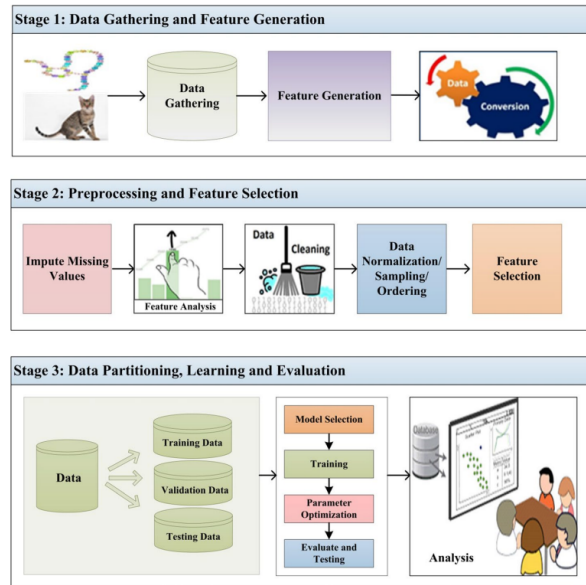 Stage 1: Data Gathering and Feature Generation
Data
Gathering
Feature Generation
Data
Conversion
Stage 2: Preprocessing and Feature Selection
Impute Missing
Values
Feature Analysis
Data
Cleaning
Data
Normalization/
Sampling/
Ordering
Feature
Selection
Stage 3: Data Partitioning, Learning and Evaluation
Data
Training Data
Validation Data
Testing Data
Model Selection
Training
Parameter
Optimization
Evaluate and
Testing
Database
Analysis